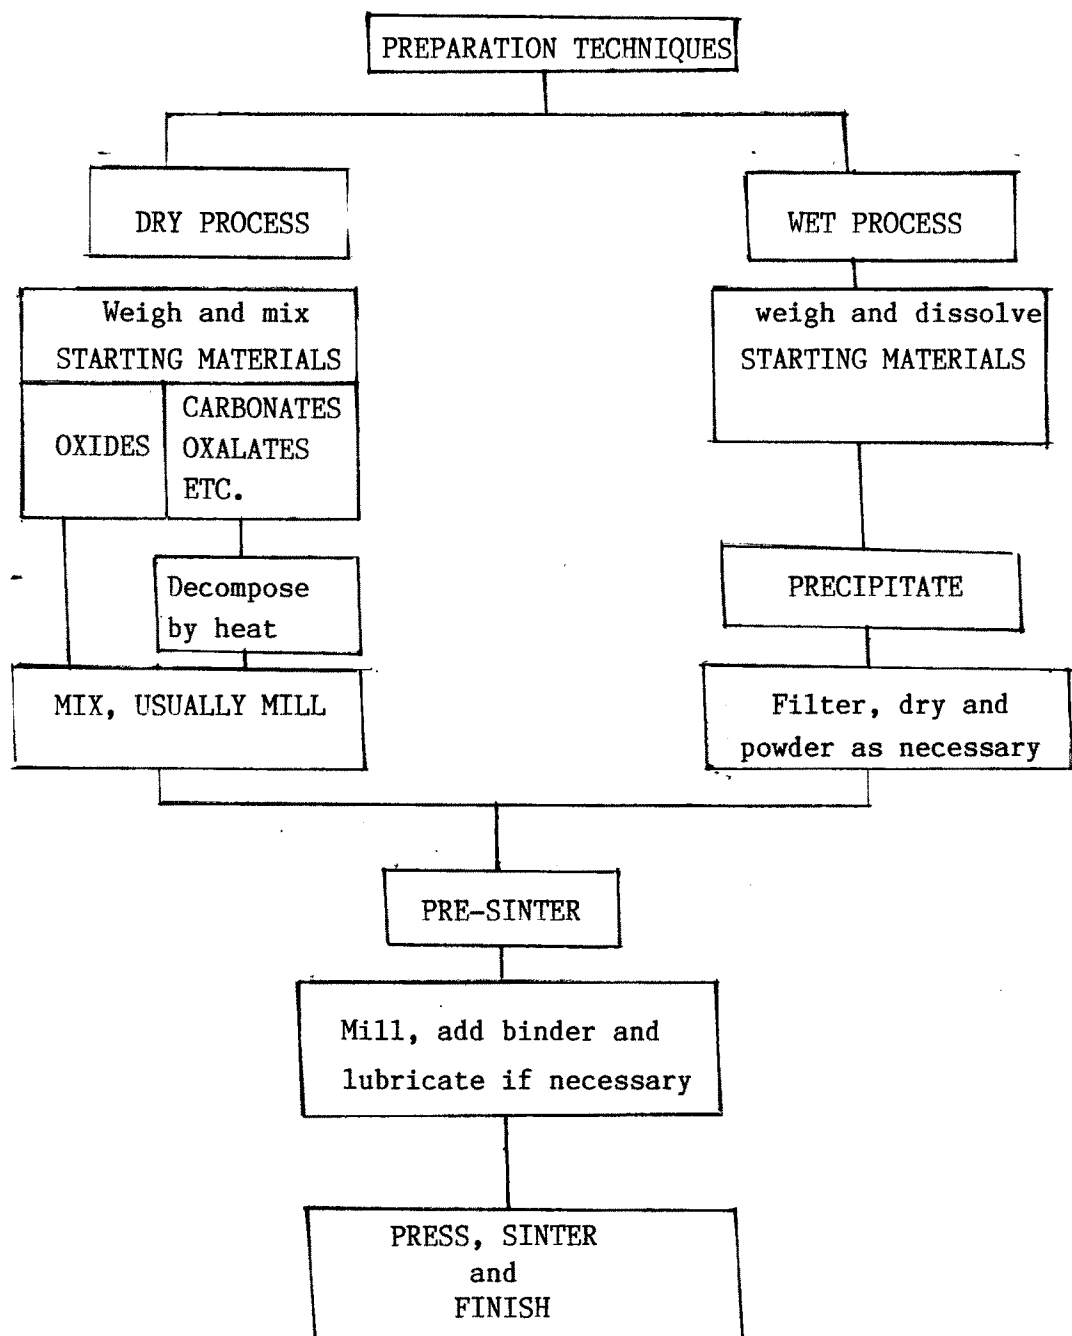 PREPARATION TECHNIQUES
DRY PROCESS
Weigh and mix
STARTING MATERIALS
OXIDES
CARBONATES
OXALATES
ETC.
Decompose
by heat
MIX, USUALLY MILL
WET PROCESS
weigh and dissolve
STARTING MATERIALS
PRECIPITATE
Filter, dry and
powder as necessary
PRE-SINTER
Mill, add binder and
lubricate if necessary
PRESS, SINTER
and
FINISH